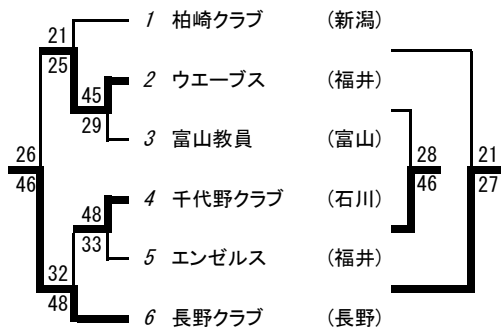 1 柏崎クラブ (新潟)
21
25
45
2 ウエーブス (福井)
29
3 富山教員 (富山)
26
46
28
46
21
27
48
4 千代野クラブ (石川)
33
5 エンゼルス (福井)
32
48
6 長野クラブ (長野)